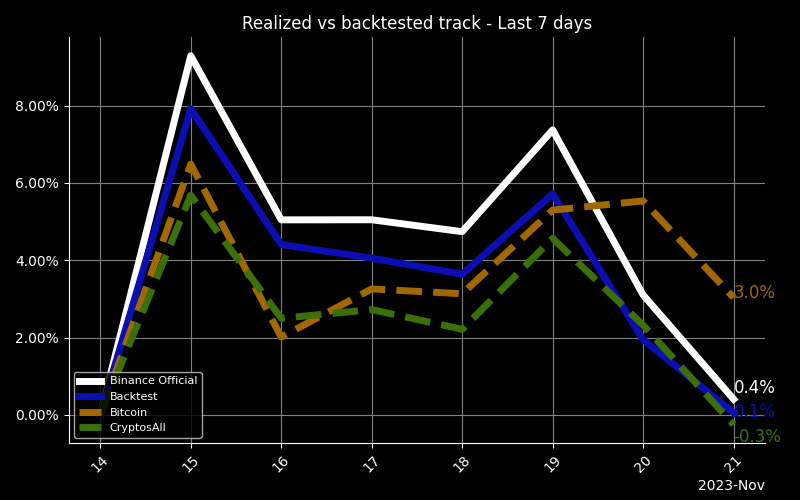 Realized vs backtested track - Last 7 days
8.00%
6.00%
4.00%
2.00%
0.00%
3.0%
0.4%
0.1%
-0.3%
Binance Official
Backtest
Bitcoin
CryptosAll
14 15 16 17 18 19 20 21
2023-Nov